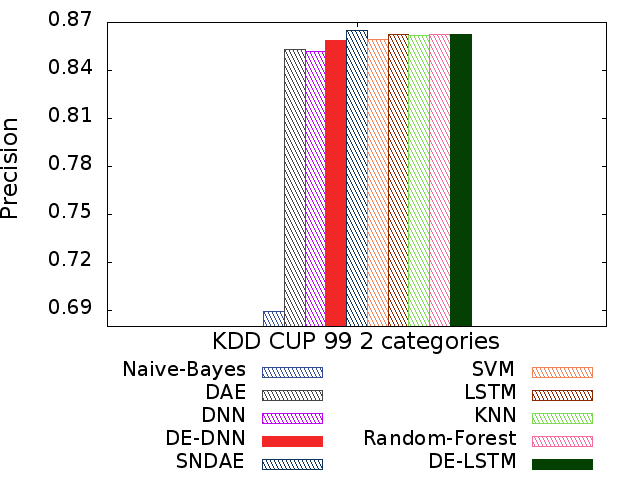 0.87
0.84
0.81
0.78
0.75
0.72
0.69
Precision
KDD CUP 99 2 categories
Naive-Bayes
DAE
DNN
DE-DNN
SNDAE
SVM
LSTM
KNN
Random-Forest
DE-LSTM